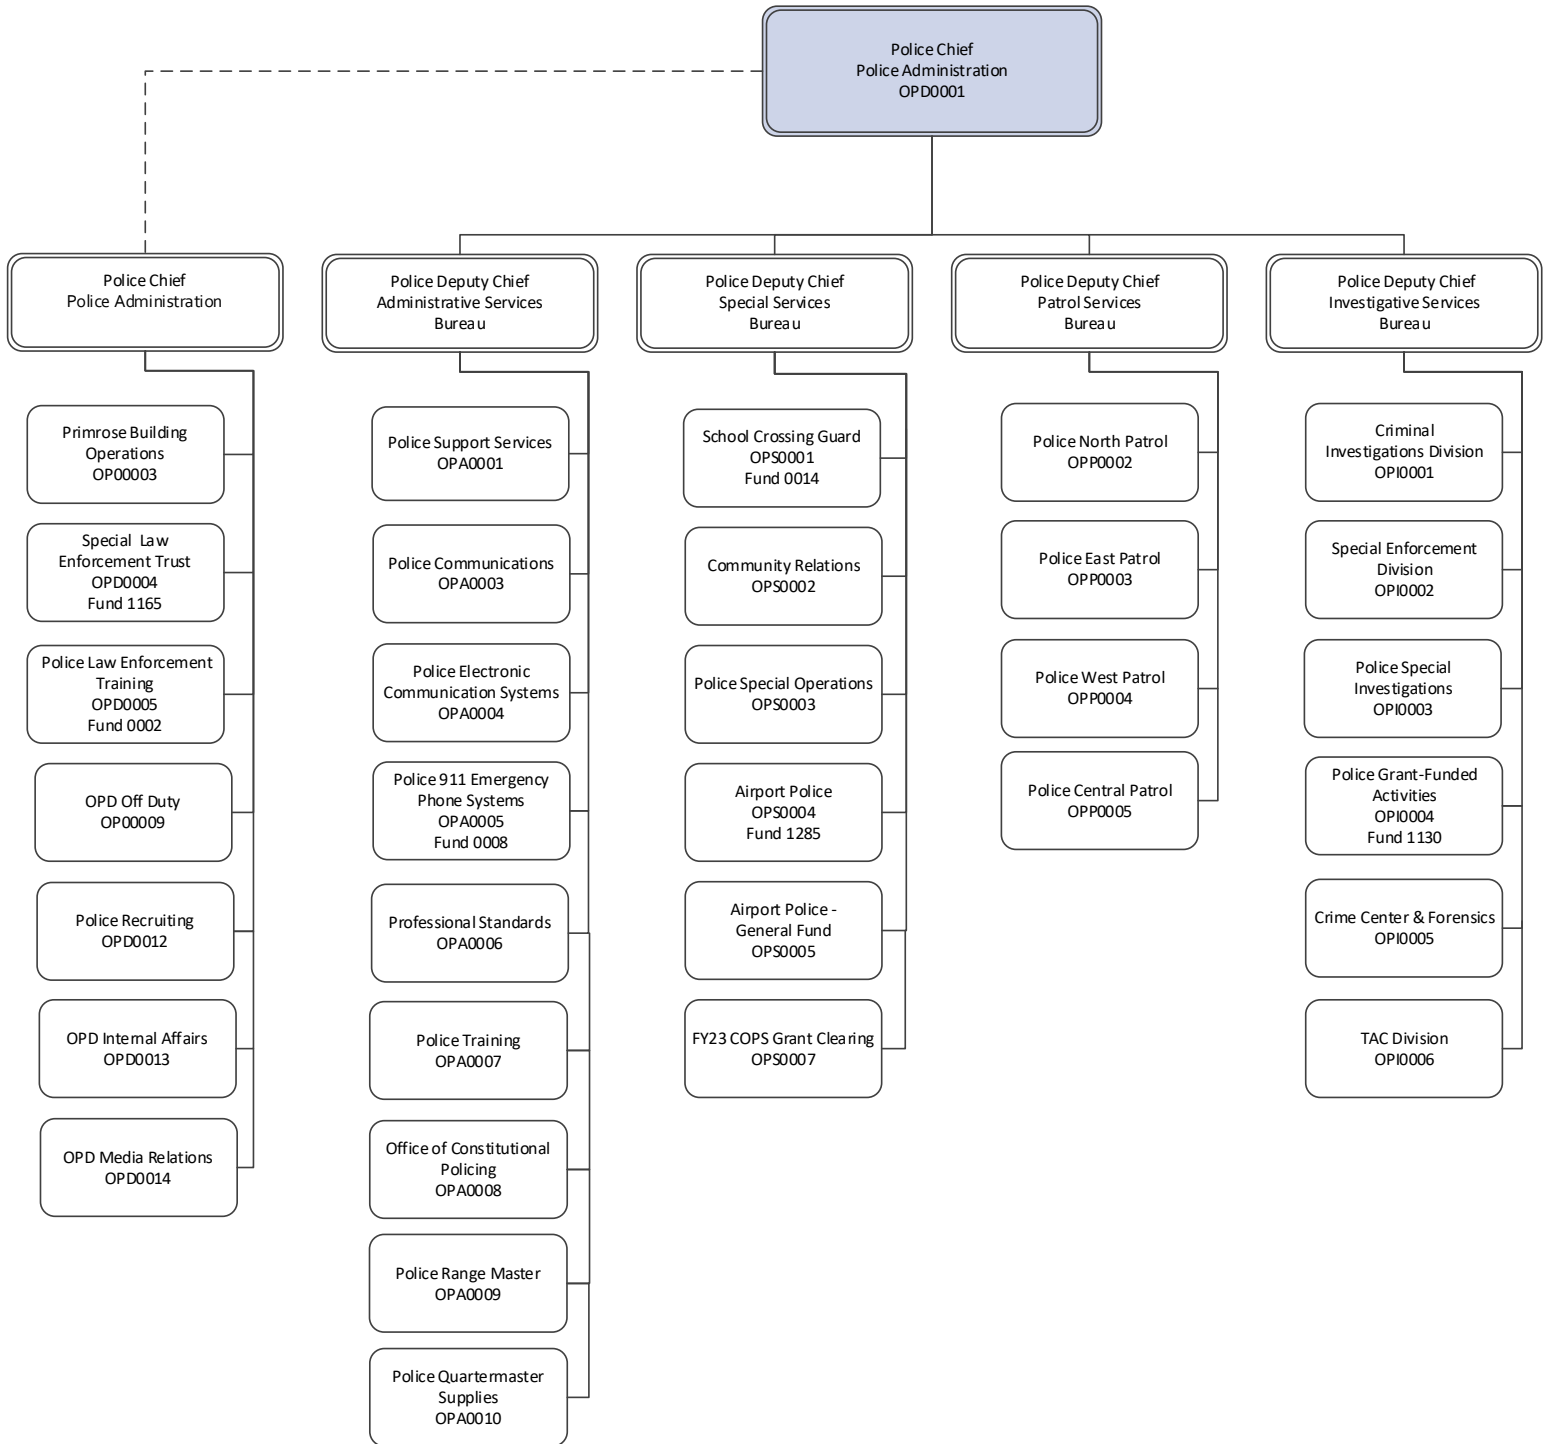 Police Chief
Police Administration
OPD0001
Police Chief
Police Administration
Police Deputy Chief
Administrative Services
Bureau
Police Deputy Chief
Special Services
Bureau
Police Deputy Chief
Patrol Services
Bureau
Police Deputy Chief
Investigative Services
Bureau
Primrose Building
Operations
OP00003
Special Law
Enforcement Trust
OPD0004
Fund 1165
Police Law Enforcement
Training
OPD0005
Fund 0002
OPD Off Duty
OP00009
Police Recruiting
OPD0012
OPD Internal Affairs
OPD0013
OPD Media Relations
OPD0014
Police Support Services
OPA0001
Police Communications
OPA0003
Police Electronic
Communication Systems
OPA0004
Police 911 Emergency
Phone Systems
OPA0005
Fund 0008
Professional Standards
OPA0006
Police Training
OPA0007
Office of Constitutional
Policing
OPA0008
Police Range Master
OPA0009
Police Quartermaster
Supplies
OPA0010
School Crossing Guard
OPS0001
Fund 0014
Community Relations
OPS0002
Police Special Operations
OPS0003
Airport Police
OPS0004
Fund 1285
Airport Police -
General Fund
OPS0005
FY23 COPS Grant Clearing
OPS0007
Police North Patrol
OPP0002
Police East Patrol
OPP0003
Police West Patrol
OPP0004
Police Central Patrol
OPP0005
Criminal
Investigations Division
OPI0001
Special Enforcement
Division
OPI0002
Police Special
Investigations
OPI0003
Police Grant-Funded
Activities
OPI0004
Fund 1130
Crime Center & Forensics
OPI0005
TAC Division
OPI0006